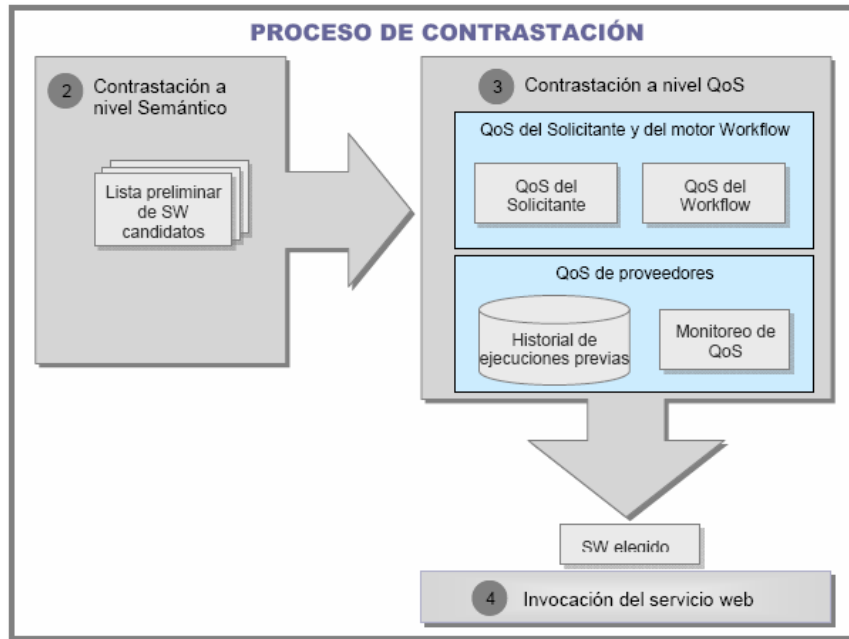 PROCESO DE CONTRASTACIÓN
2
Contrastación a
nivel Semántico
Lista preliminar
de SW
candidatos
3
Contrastación a nivel QoS
QoS del Solicitante y del motor Workflow
QoS del
Solicitante
QoS del
Workflow
QoS de proveedores
Historial de
ejecuciones previas
Monitoreo de
QoS
SW elegido
4
Invocación del servicio web